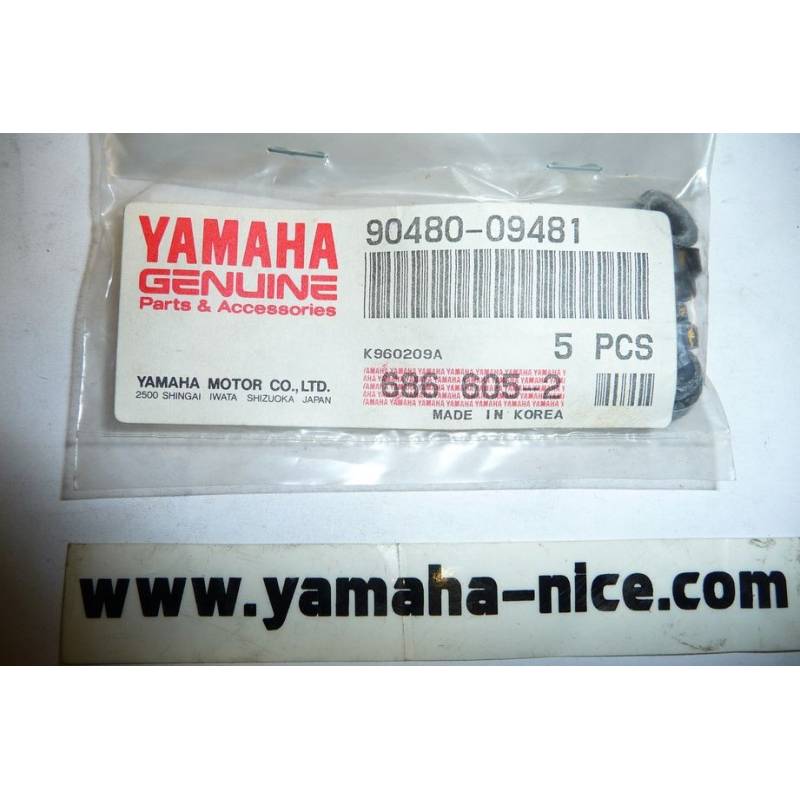 YAMAHA
GENUINE
Parts & Accessories
YAMAHA MOTOR CO.,LTD.
2500 SHINGAI IWATA SHIZUOKA JAPAN
90480-09481
K960209A
5 PCS
686 605-2
MADE IN KOREA
www.yamaha-nice.com